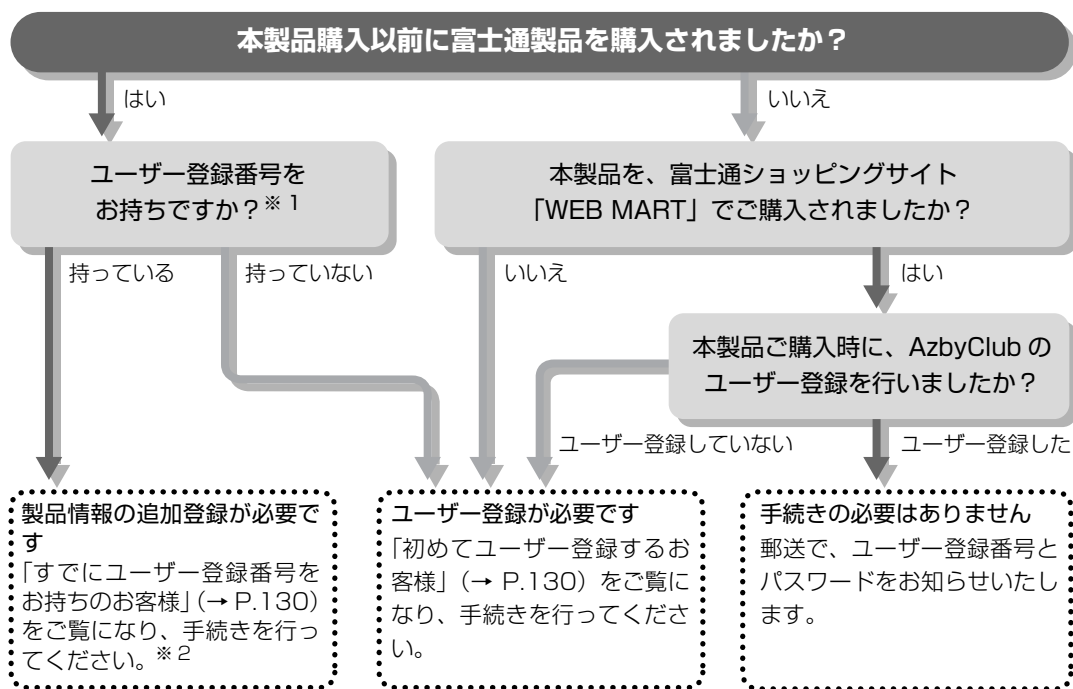 本製品購入以前に富士通製品を購入されましたか?
はい
いいえ
ユーザー登録番号を
お持ちですか?※1
本製品を、富士通ショッピングサイト
「WEB MART」でご購入されましたか?
持っている
持っていない
いいえ
はい
本製品ご購入時に、AzbyClub の
ユーザー登録を行いましたか?
ユーザー登録していない
ユーザー登録した
製品情報の追加登録が必要で
す
「すでにユーザー登録番号を
お持ちのお客様」(→ P.130)
をご覧になり、手続きを行っ
てください。※2
ユーザー登録が必要です
「初めてユーザー登録するお
客様」(→ P.130)をご覧に
なり、手続きを行ってくださ
い。
手続きの必要はありません
郵送で、ユーザー登録番号と
パスワードをお知らせいたし
ます。